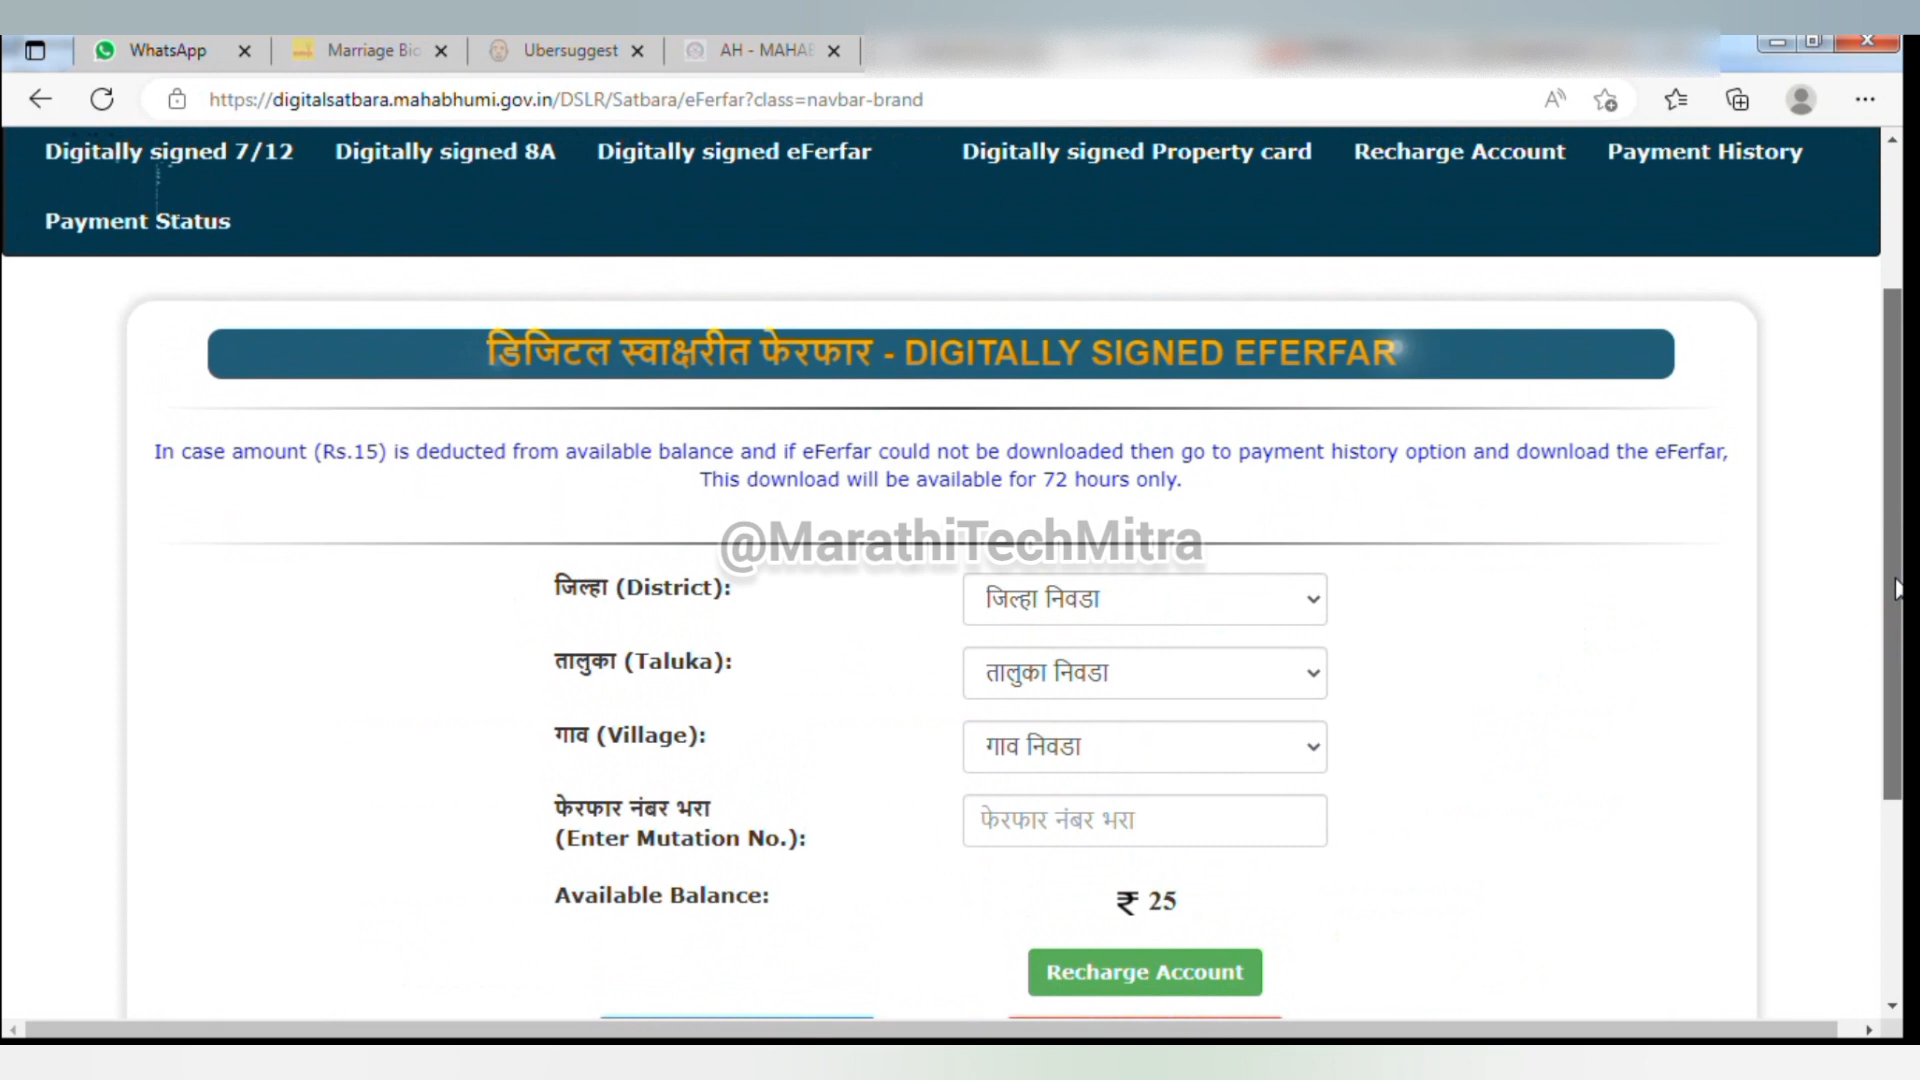 WhatsApp
Marriage Bio
Ubersuggest
AH - MAHAB
https://digitalsatbara.mahabhumi.gov.in/DSLR/Satbara/eFerfar?class=navbar-brand
Digitally signed 7/12 Digitally signed 8A Digitally signed eFerfar Digitally signed Property card Recharge Account Payment History
Payment Status
डिजिटल स्वाक्षरीत फेरफार - DIGITALLY SIGNED EFERFAR
In case amount (Rs.15) is deducted from available balance and if eFerfar could not be downloaded then go to payment history option and download the eFerfar,
This download will be available for 72 hours only.
@MarathiTechMitra
जिल्हा (District): जिल्हा निवडा
तालुका (Taluka): तालुका निवडा
गाव (Village): गाव निवडा
फेरफार नंबर भरा
(Enter Mutation No.): फेरफार नंबर भरा
Available Balance: ₹ 25
Recharge Account